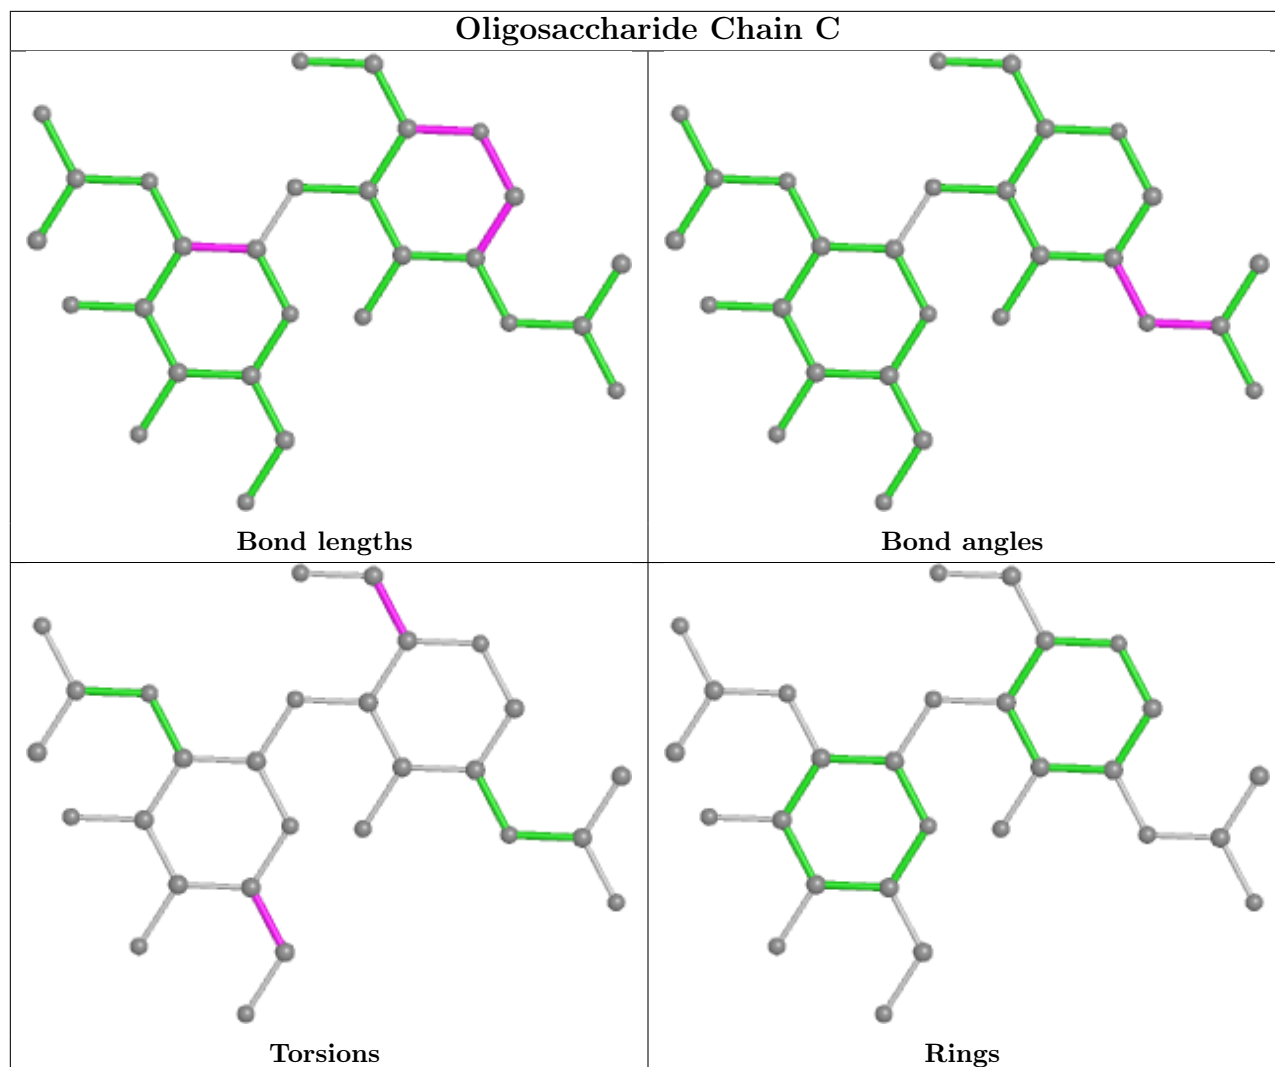 Oligosaccharide Chain C
Bond lengths
Bond angles
Torsions
Rings